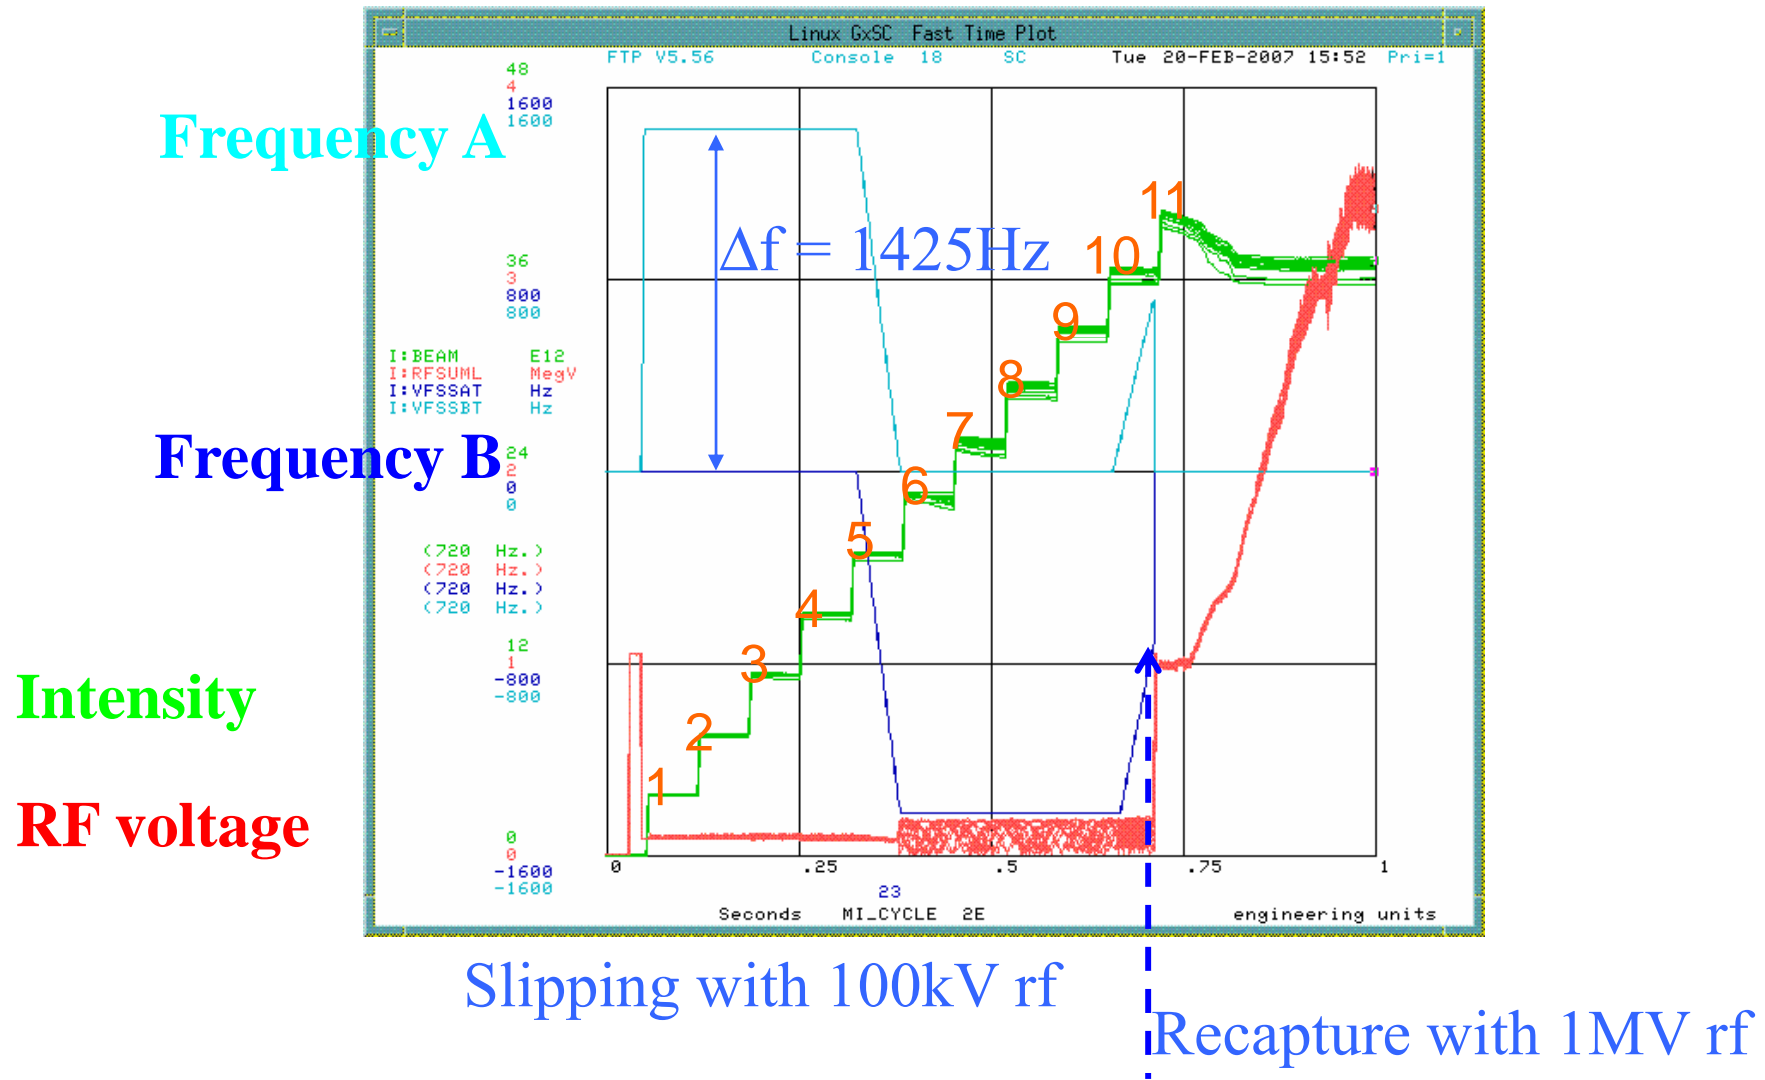 Linux GxSC Fast Time Plot
FTP V5.56 Console 18 SC Tue 20-FEB-2007 15:52 Pri=1
48
4
1600
1600
Frequency A
11
10
Δf = 1425Hz
36
3
800
800
9
I:BEAM E12
I:RFSUML MegV
I:VFSSAT Hz
I:VFSSBT Hz
8
7
Frequency B
24
2
0
0
6
5
(720 Hz.)
(720 Hz.)
(720 Hz.)
(720 Hz.)
4
12
1
-800
-800
3
Intensity
2
1
RF voltage
0
0
-1600
-1600
0 .25 .5 .75 1
23
Seconds MI_CYCLE 2E engineering units
Slipping with 100kV rf
Recapture with 1MV rf